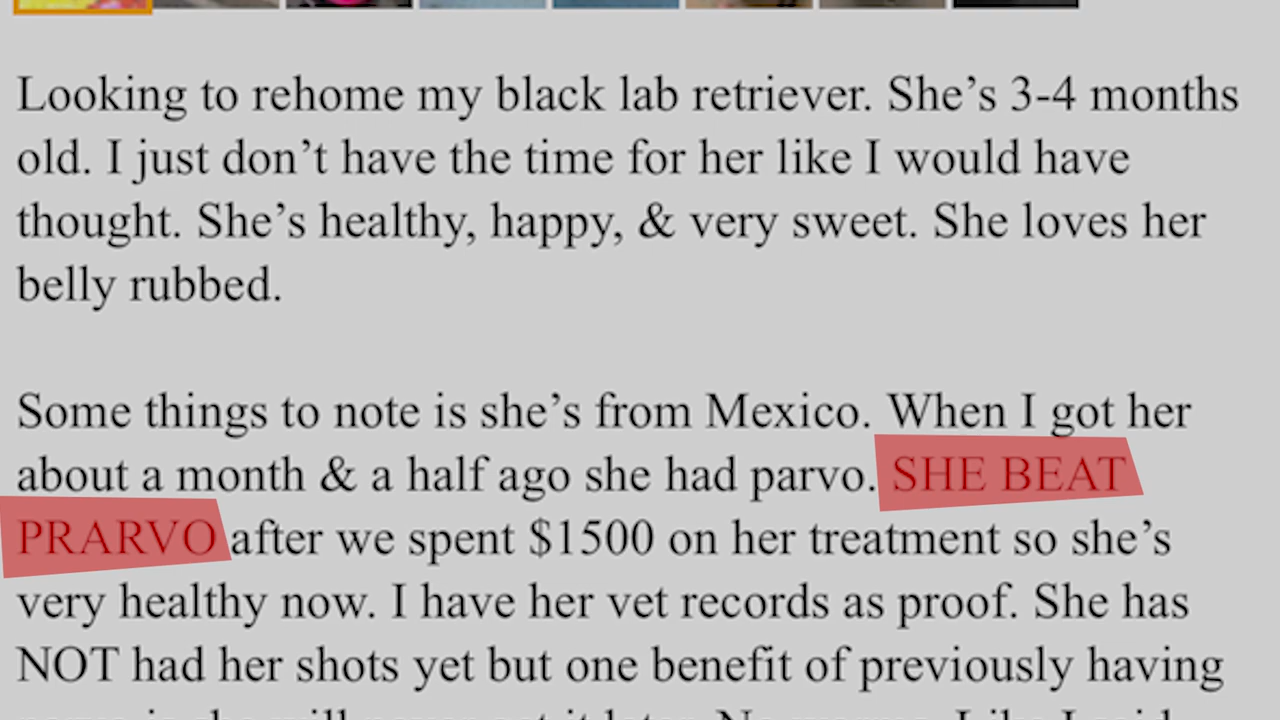 Looking to rehome my black lab retriever. She’s 3-4 months
old. I just don’t have the time for her like I would have
thought. She’s healthy, happy, & very sweet. She loves her
belly rubbed.
Some things to note is she’s from Mexico. When I got her
about a month & a half ago she had parvo. SHE BEAT
PRARVO after we spent $1500 on her treatment so she’s
very healthy now. I have her vet records as proof. She has
NOT had her shots yet but one benefit of previously having